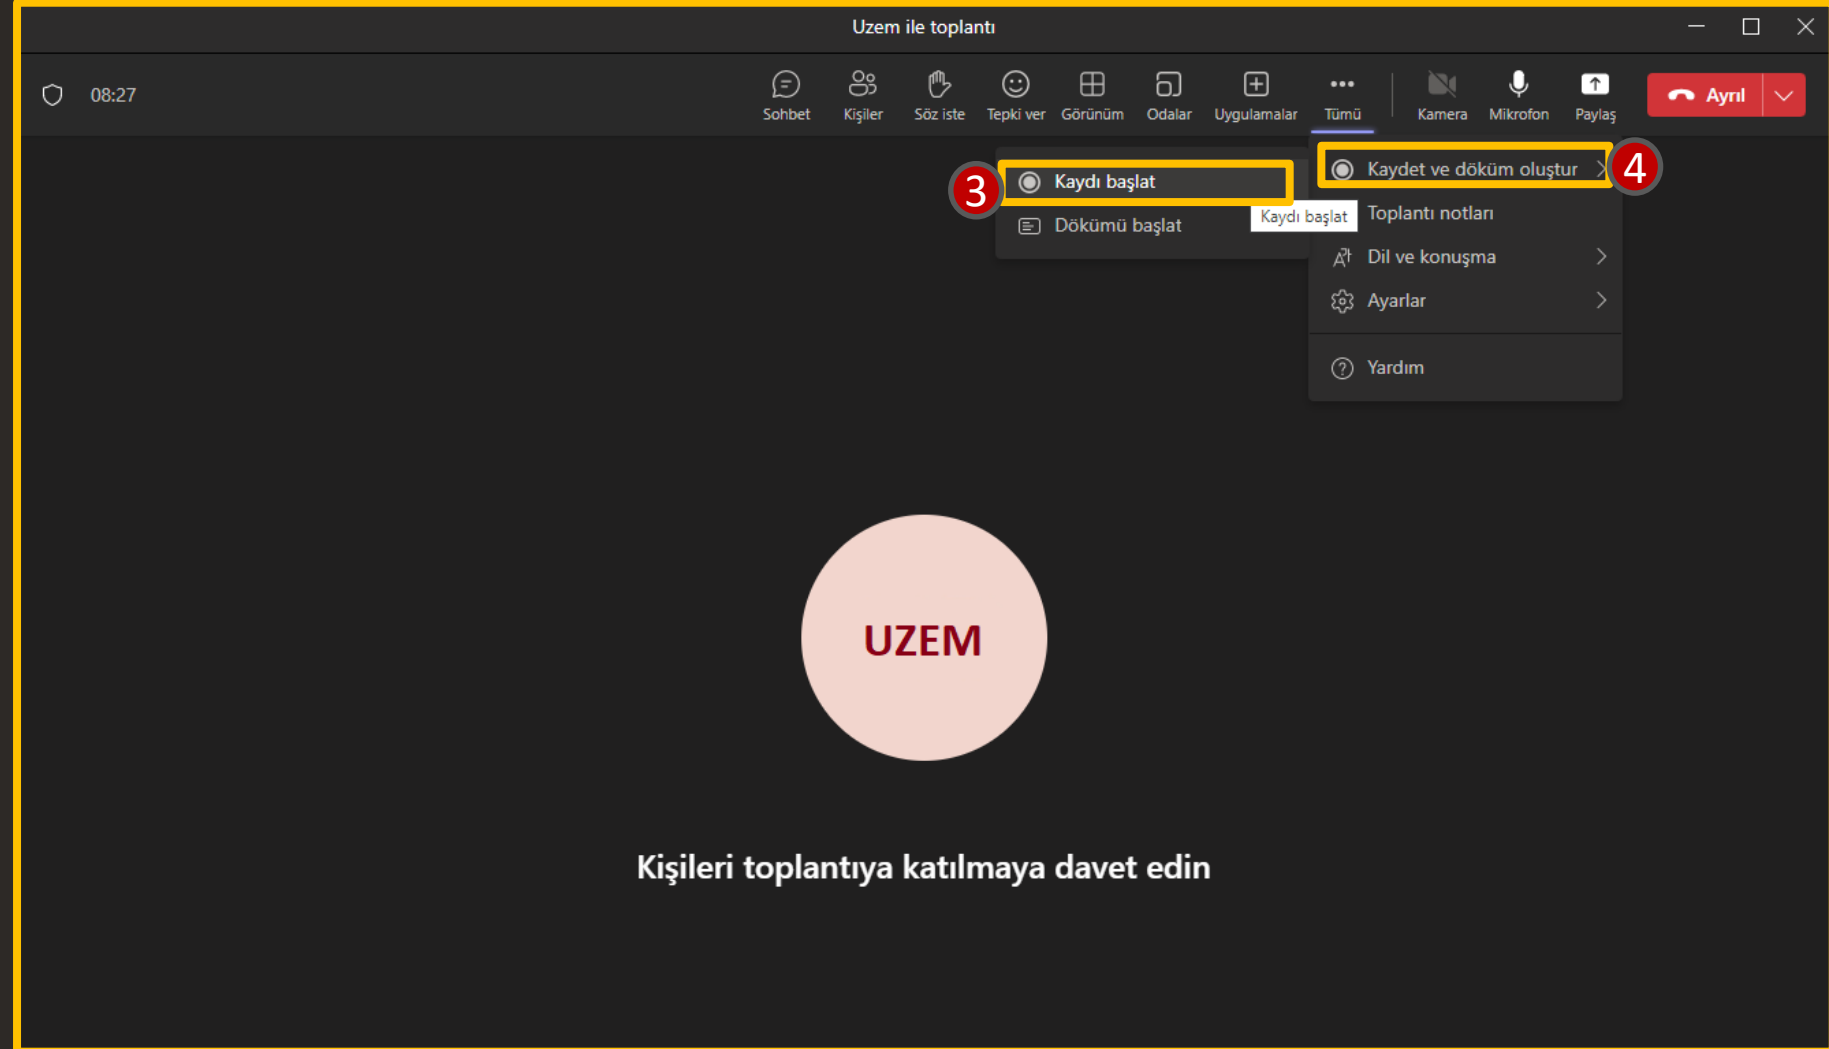 Uzem ile toplantı
08:27
Sohbet
Kişiler
Söz iste
Tepki ver
Görünüm
Odalar
Uygulamalar
Tümü
Kamera
Mikrofon
Paylaş
Ayrıl
3
Kaydı başlat
Dökümü başlat
Kaydı başlat
Kaydet ve döküm oluştur
4
Toplantı notları
Dil ve konuşma
Ayarlar
Yardım
UZEM
Kişileri toplantıya katılmaya davet edin